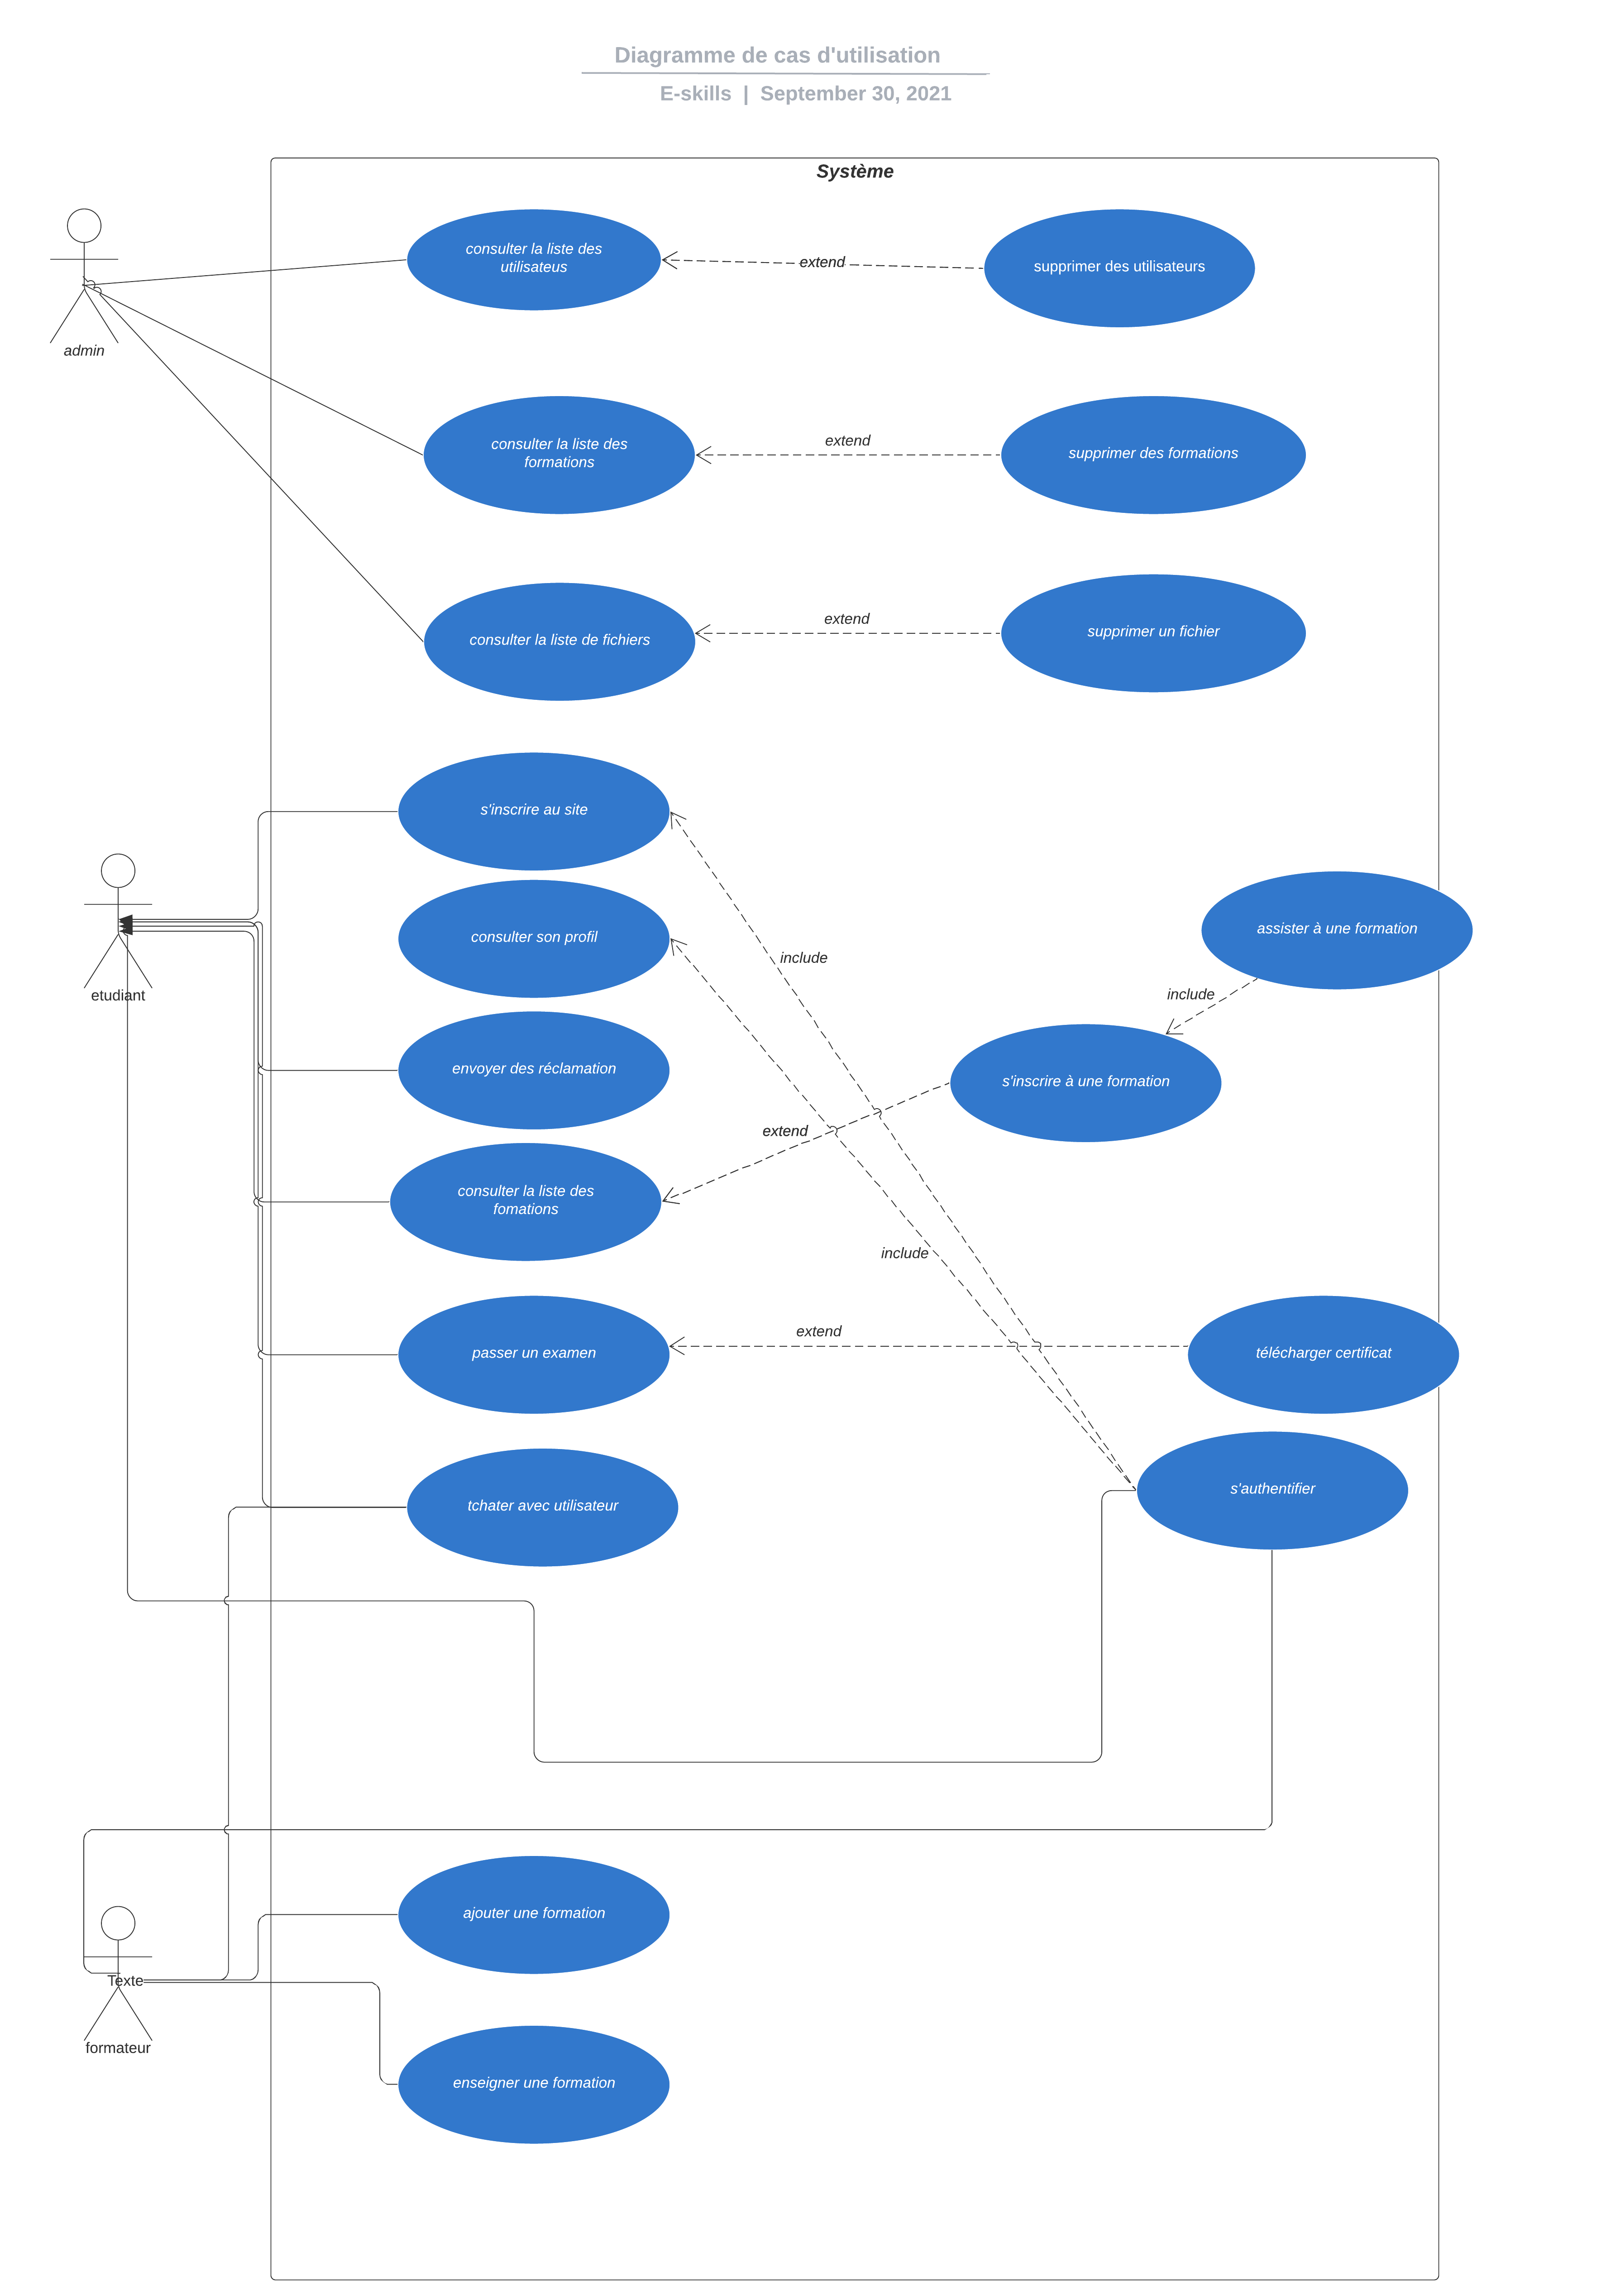 Diagramme de cas d'utilisation
E-skills | September 30, 2021
Système
consulter la liste des
utilisateus
extend
supprimer des utilisateurs
admin
consulter la liste des
formations
extend
supprimer des formations
consulter la liste de fichiers
extend
supprimer un fichier
s'inscrire au site
consulter son profil
include
assister à une formation
etudiant
include
envoyer des réclamation
s'inscrire à une formation
extend
consulter la liste des
fomations
include
passer un examen
extend
télécharger certificat
tchater avec utilisateur
s'authentifier
ajouter une formation
Texte
formateur
enseigner une formation